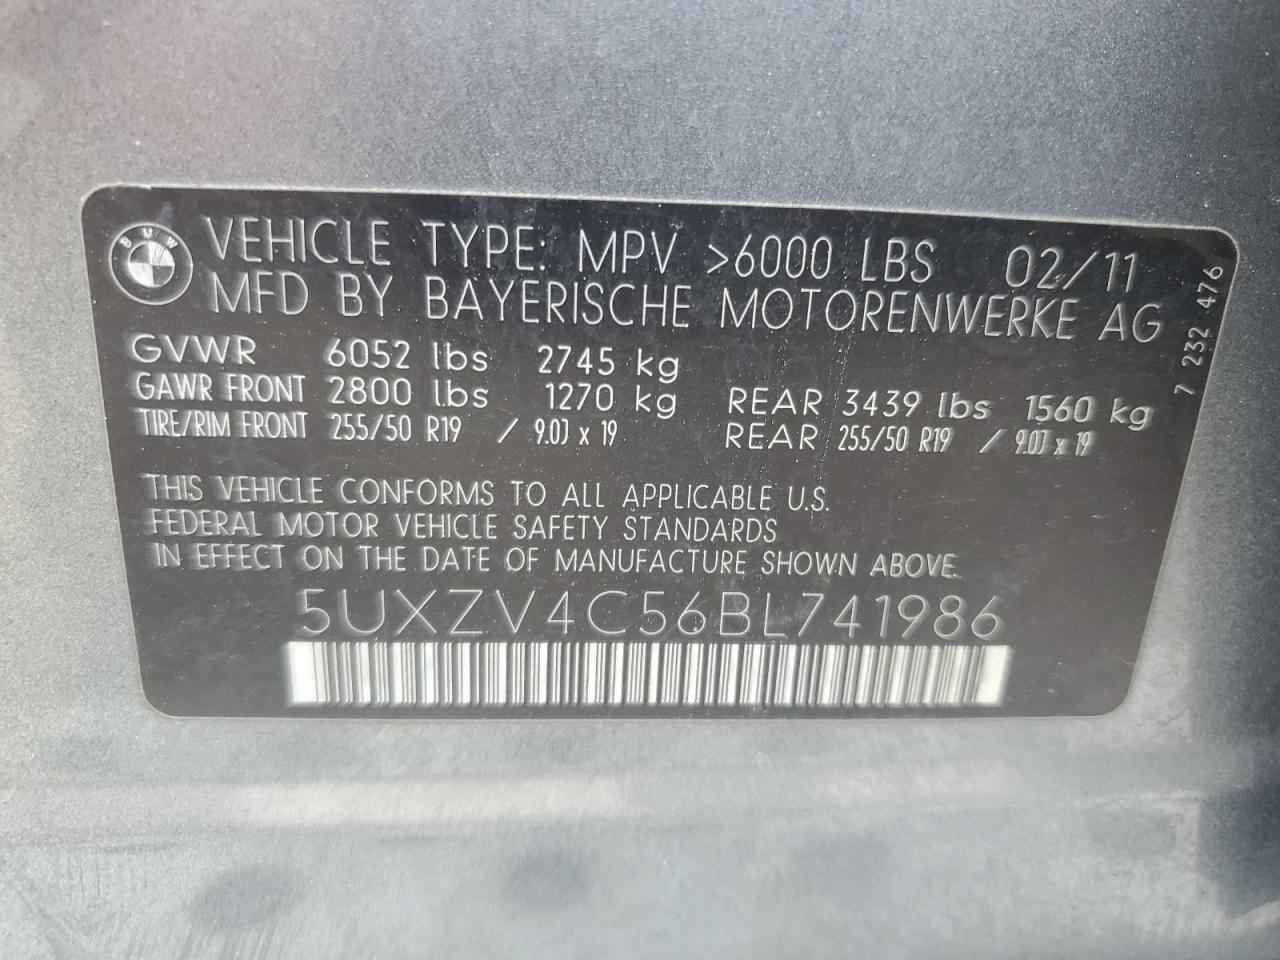 BMW
VEHICLE TYPE: MPV >6000 LBS 02/11
MFD BY BAYERISCHE MOTORENWERKE AG
7 232 476
GVWR 6052 lbs 2745 kg
GAWR FRONT 2800 lbs 1270 kg REAR 3439 lbs 1560 kg
TIRE/RIM FRONT 255/50 R19 / 9.0J x 19 REAR 255/50 R19 / 9.0J x 19
THIS VEHICLE CONFORMS TO ALL APPLICABLE U.S.
FEDERAL MOTOR VEHICLE SAFETY STANDARDS
IN EFFECT ON THE DATE OF MANUFACTURE SHOWN ABOVE.
5UXZV4C56BL741986